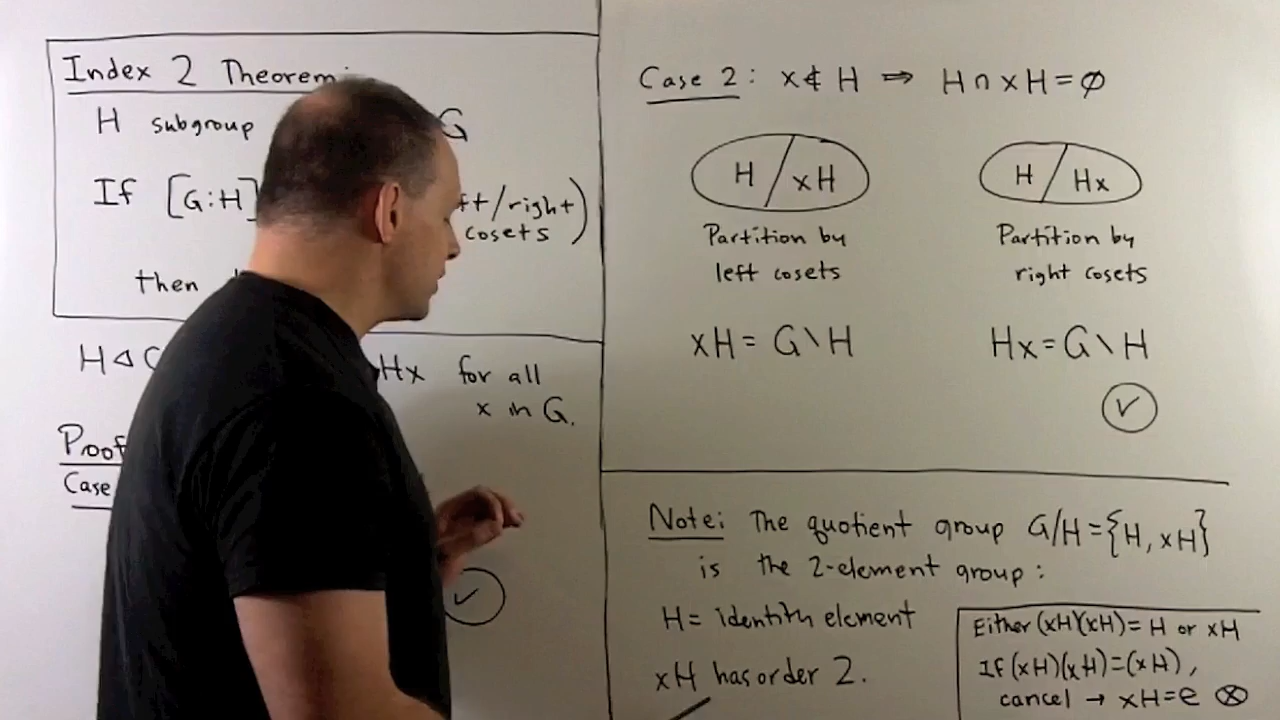 Index 2 Theorem:
H subgroup G
If [G:H] ft/right)
cosets
then
H ⊲ Hx for all
x in G.
Proof
Case
✓
Case 2: x ∉ H ⇒ H ∩ xH = ∅
H / xH
H / Hx
Partition by
left cosets
Partition by
right cosets
xH = G \ H
Hx = G \ H
✓
Note: The quotient group G/H = {H, xH}
is the 2-element group:
H = identity element
xH has order 2.
Either (xH)(xH) = H or xH
If (xH)(xH) = (xH),
cancel → xH = e ⊗